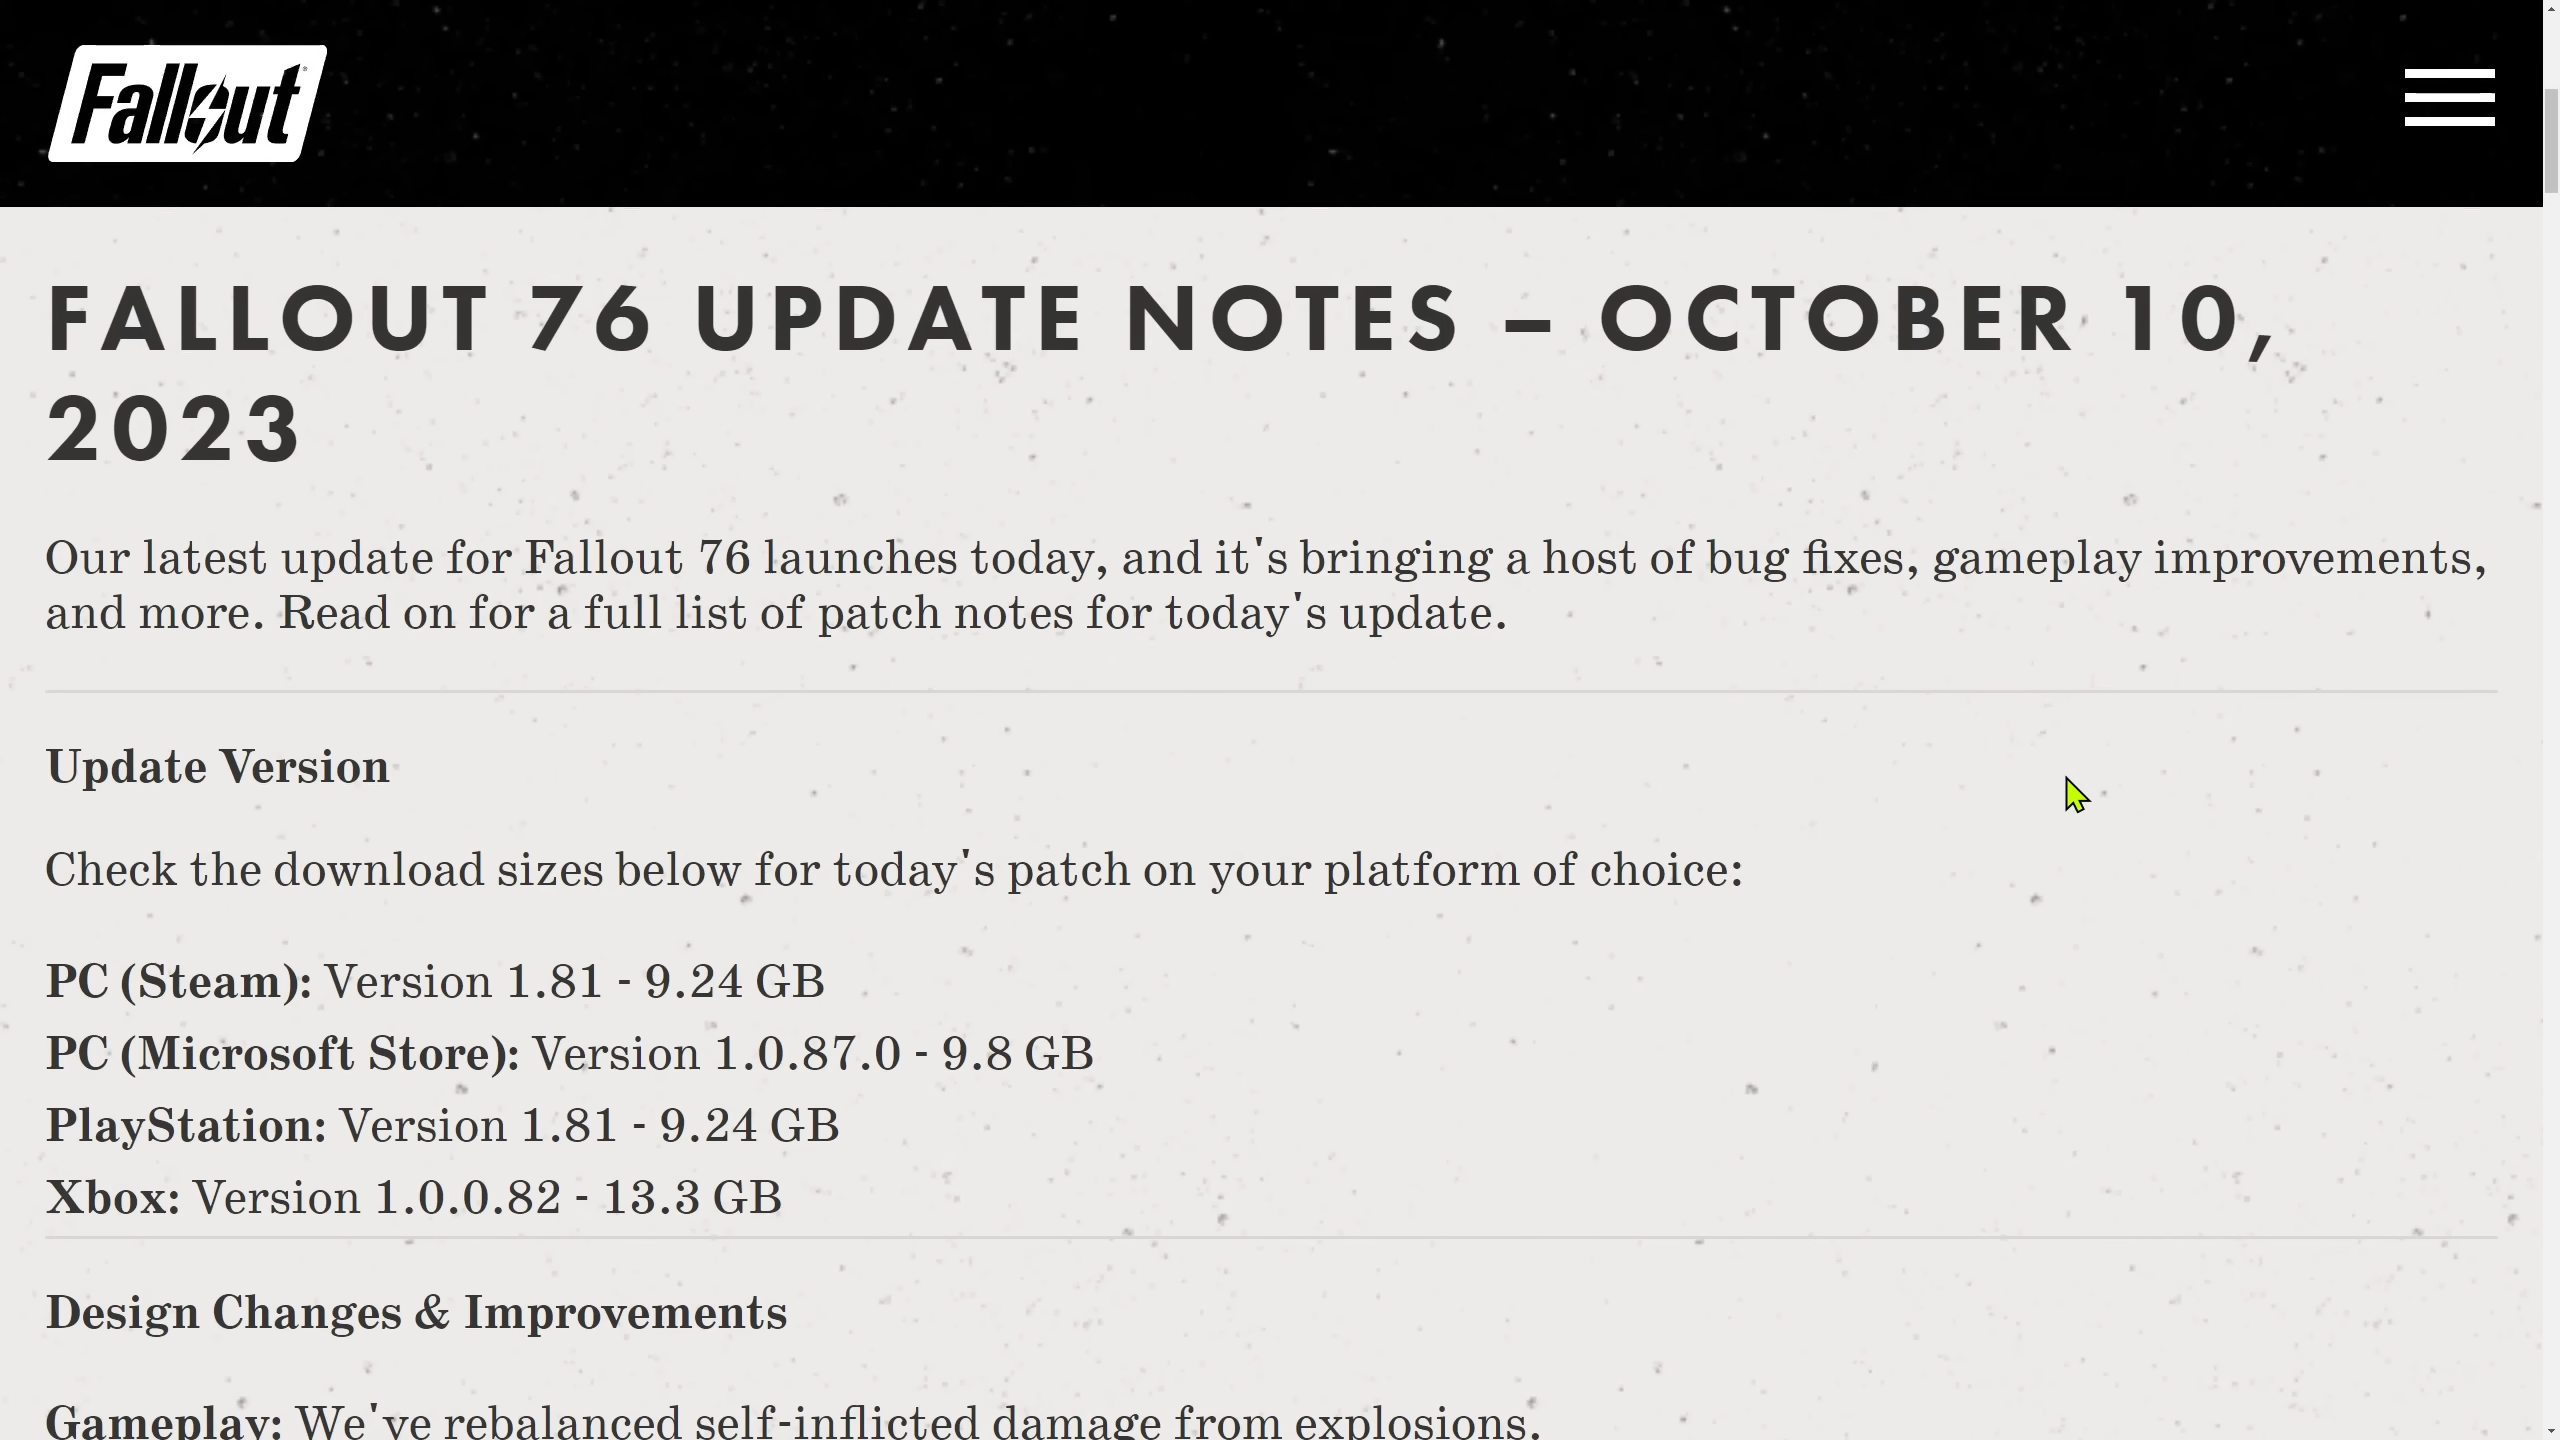 Fallout
FALLOUT 76 UPDATE NOTES – OCTOBER 10,
2023
Our latest update for Fallout 76 launches today, and it's bringing a host of bug fixes, gameplay improvements,
and more. Read on for a full list of patch notes for today's update.
Update Version
Check the download sizes below for today's patch on your platform of choice:
PC (Steam): Version 1.81 - 9.24 GB
PC (Microsoft Store): Version 1.0.87.0 - 9.8 GB
PlayStation: Version 1.81 - 9.24 GB
Xbox: Version 1.0.0.82 - 13.3 GB
Design Changes & Improvements
Gameplay: We've rebalanced self-inflicted damage from explosions.